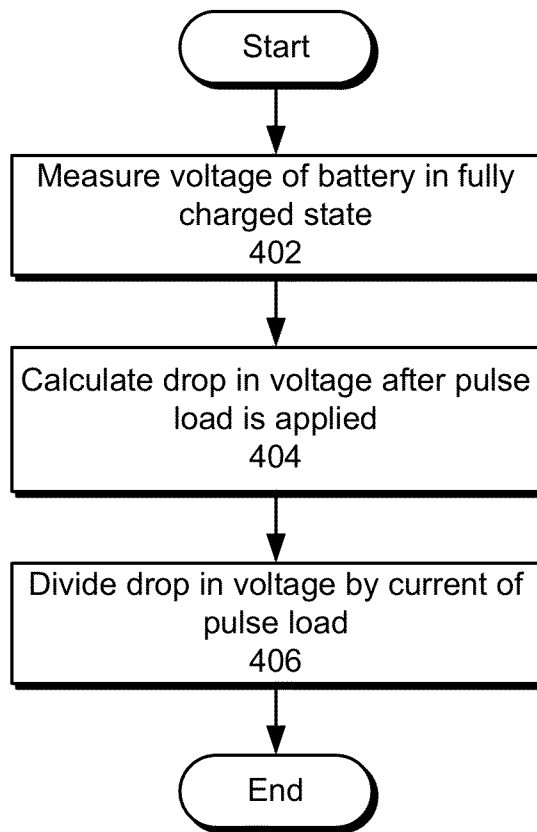 Start
Measure voltage of battery in fully
charged state
402
Calculate drop in voltage after pulse
load is applied
404
Divide drop in voltage by current of
pulse load
406
End